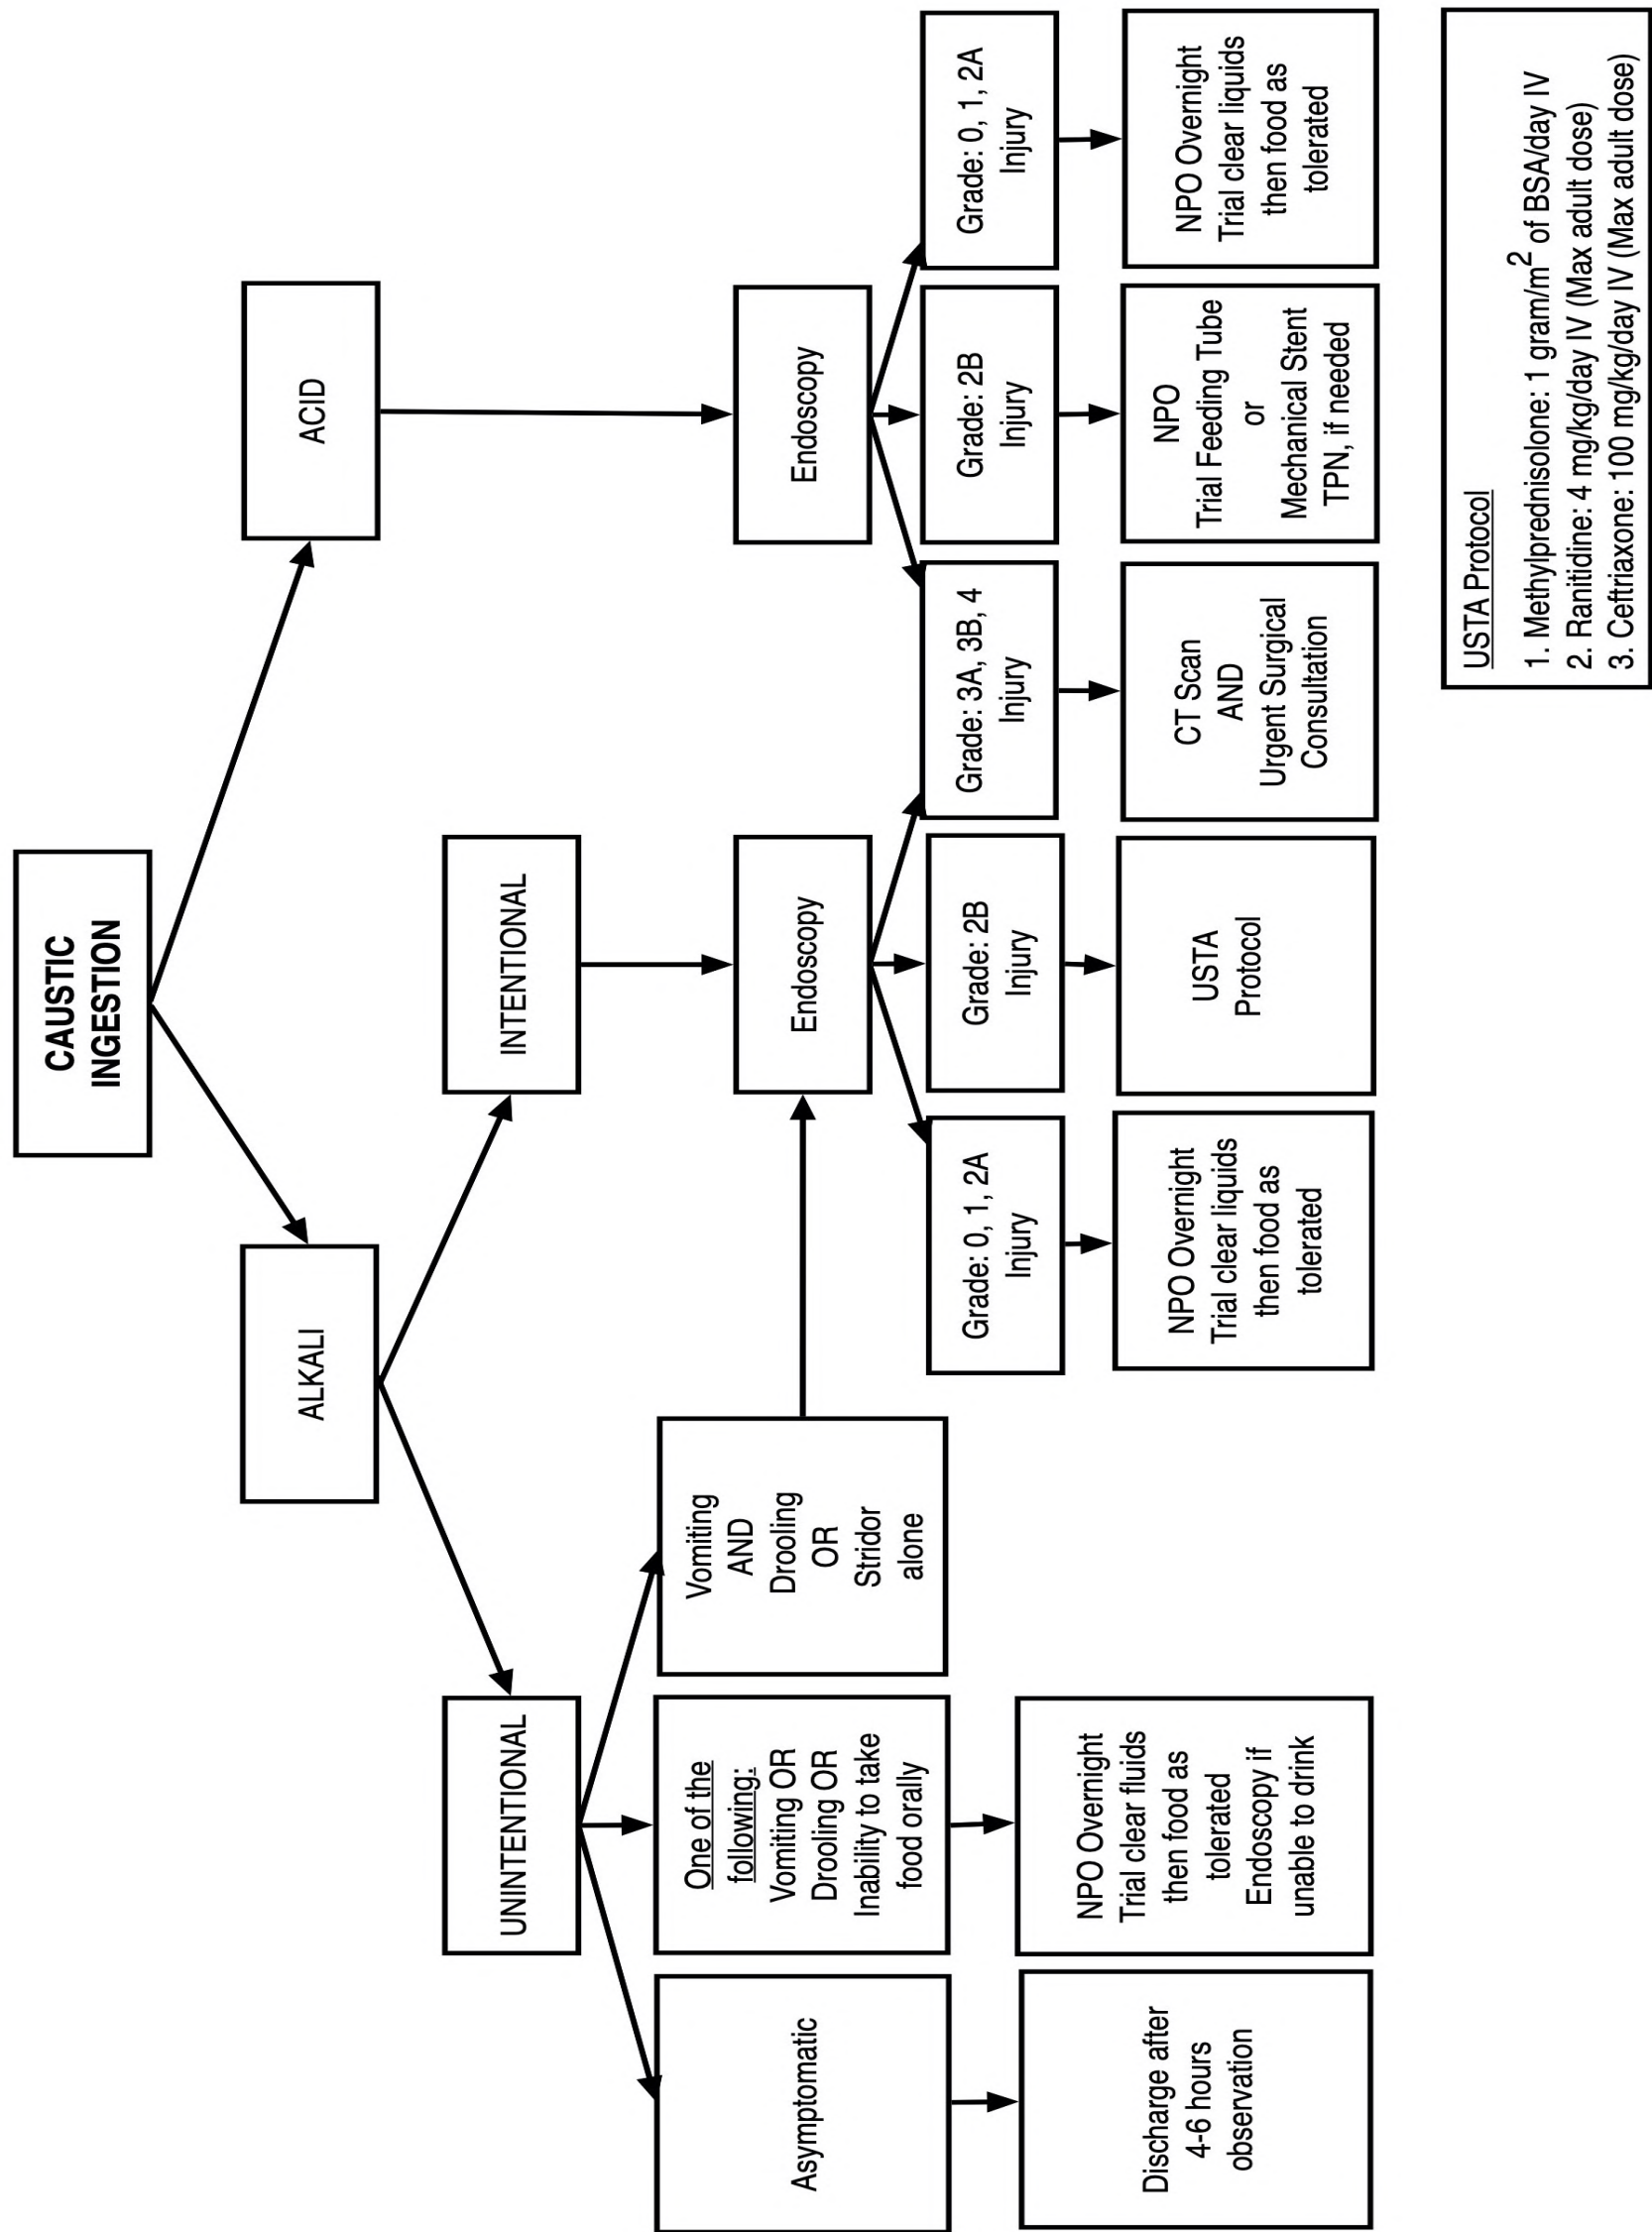 CAUSTIC
INGESTION
ALKALI
ACID
UNINTENTIONAL
INTENTIONAL
Asymptomatic
One of the
following:
Vomiting OR
Drooling OR
Inability to take
food orally
Vomiting
AND
Drooling
OR
Stridor
alone
Endoscopy
Endoscopy
Grade: 0, 1, 2A
Injury
Grade: 2B
Injury
Grade: 3A, 3B, 4
Injury
Grade: 2B
Injury
Grade: 0, 1, 2A
Injury
Discharge after
4-6 hours
observation
NPO Overnight
Trial clear fluids
then food as
tolerated
Endoscopy if
unable to drink
NPO Overnight
Trial clear liquids
then food as
tolerated
USTA
Protocol
CT Scan
AND
Urgent Surgical
Consultation
NPO
Trial Feeding Tube
or
Mechanical Stent
TPN, if needed
NPO Overnight
Trial clear liquids
then food as
tolerated
USTA Protocol
1. Methylprednisolone: 1 gram/m² of BSA/day IV
2. Ranitidine: 4 mg/kg/day IV (Max adult dose)
3. Ceftriaxone: 100 mg/kg/day IV (Max adult dose)